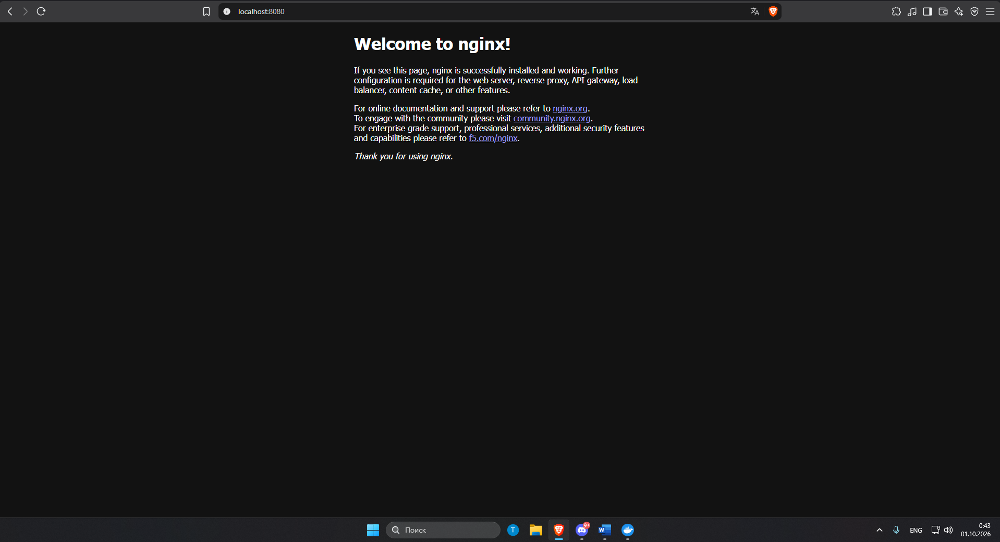 localhost:8080
Welcome to nginx!
If you see this page, nginx is successfully installed and working. Further
configuration is required for the web server, reverse proxy, API gateway, load
balancer, content cache, or other features.
For online documentation and support please refer to nginx.org.
To engage with the community please visit community.nginx.org.
For enterprise grade support, professional services, additional security features
and capabilities please refer to f5.com/nginx.
Thank you for using nginx.
Поиск
T
9+
W
ENG
0:43
01.10.2026